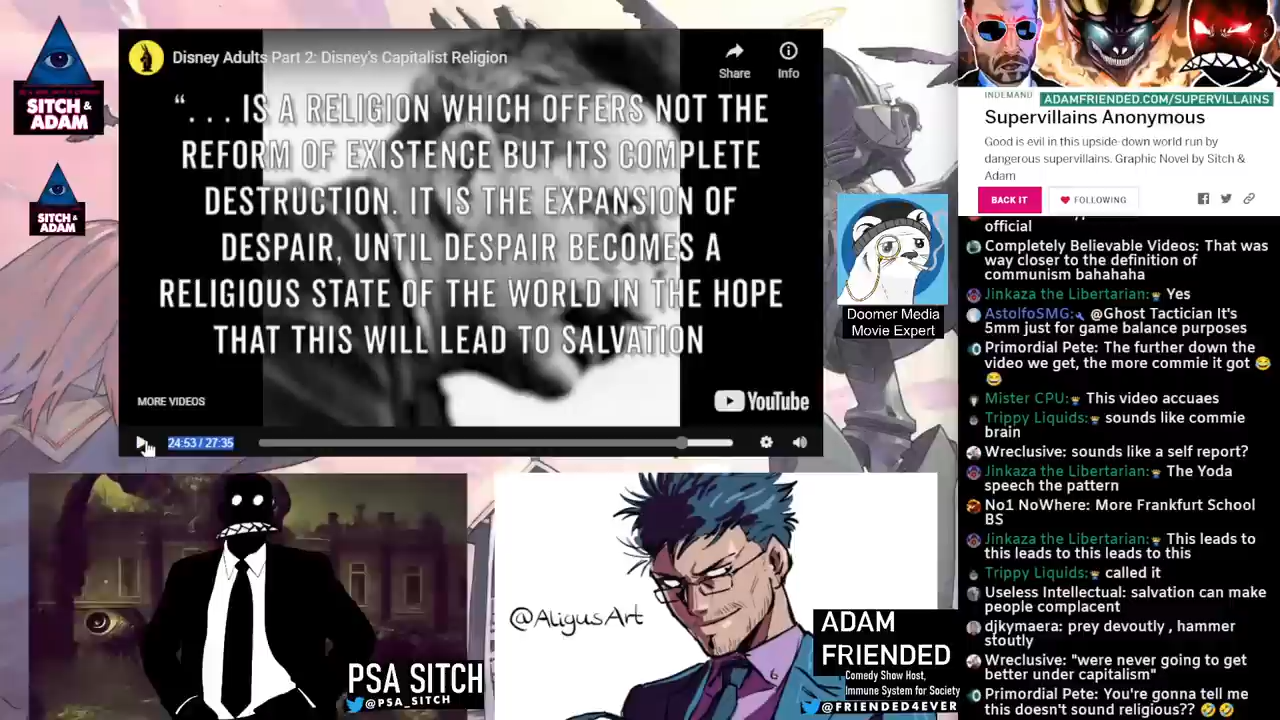 SITCH &
ADAM
SITCH &
ADAM
Disney Adults Part 2: Disney's Capitalist Religion
Share
Info
“ . . . IS A RELIGION WHICH OFFERS NOT THE
REFORM OF EXISTENCE BUT ITS COMPLETE
DESTRUCTION. IT IS THE EXPANSION OF
DESPAIR, UNTIL DESPAIR BECOMES A
RELIGIOUS STATE OF THE WORLD IN THE HOPE
THAT THIS WILL LEAD TO SALVATION
MORE VIDEOS
YouTube
24:53 / 27:35
Doomer Media
Movie Expert
@AligusArt
PSA SITCH
@PSA_SITCH
ADAM
FRIENDED
Comedy Show Host,
Immune System for Society
@FRIENDED4EVER
INDEMAND
ADAMFRIENDED.COM/SUPERVILLAINS
Supervillains Anonymous
Good is evil in this upside-down world run by
dangerous supervillains. Graphic Novel by Sitch &
Adam
BACK IT
FOLLOWING
official
Completely Believable Videos: That was
way closer to the definition of
communism bahahaha
Jinkaza the Libertarian: Yes
AstolfoSMG: @Ghost Tactician It's
5mm just for game balance purposes
Primordial Pete: The further down the
video we get, the more commie it got 😂
😂
Mister CPU: This video accuaes
Trippy Liquids: sounds like commie
brain
Wreclusive: sounds like a self report?
Jinkaza the Libertarian: The Yoda
speech the pattern
No1 NoWhere: More Frankfurt School
BS
Jinkaza the Libertarian: This leads to
this leads to this leads to this
Trippy Liquids: called it
Useless Intellectual: salvation can make
people complacent
djkymaera: prey devoutly , hammer
stoutly
Wreclusive: "were never going to get
better under capitalism"
Primordial Pete: You're gonna tell me
this doesn't sound religious?? 🤣🤣